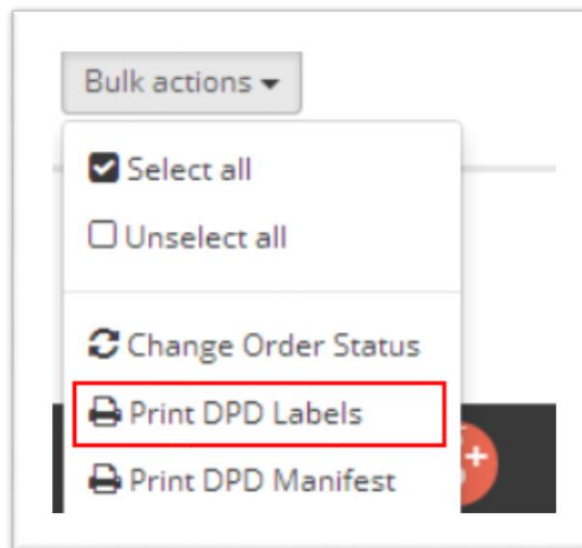 Bulk actions
Select all
Unselect all
Change Order Status
Print DPD Labels
+
Print DPD Manifest